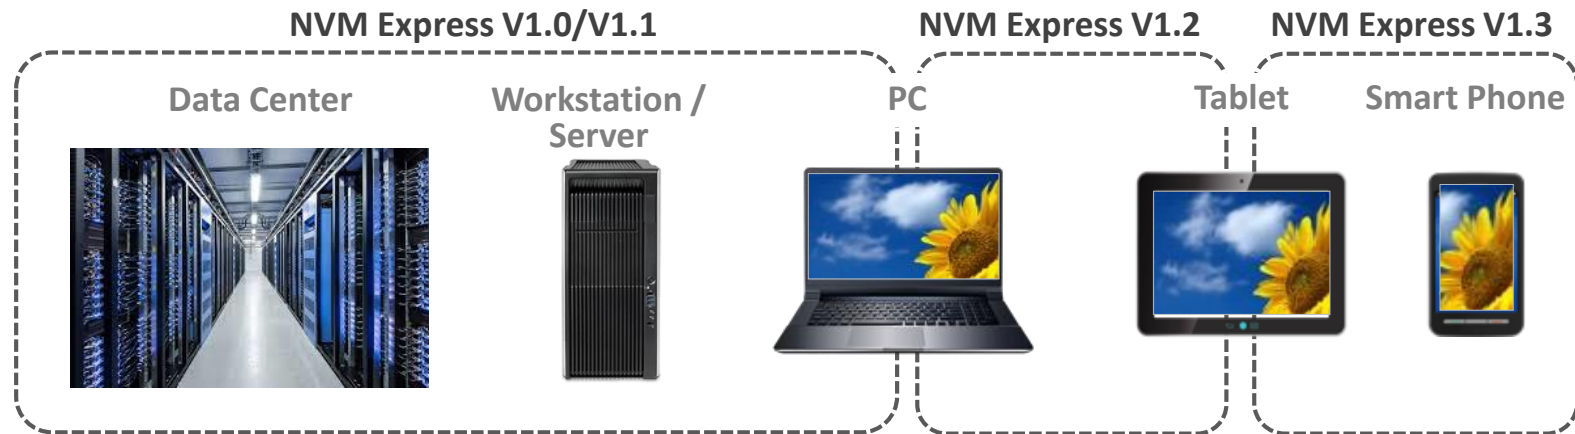 NVM Express V1.0/V1.1
NVM Express V1.2
NVM Express V1.3
Data Center
Workstation /
Server
PC
Tablet
Smart Phone